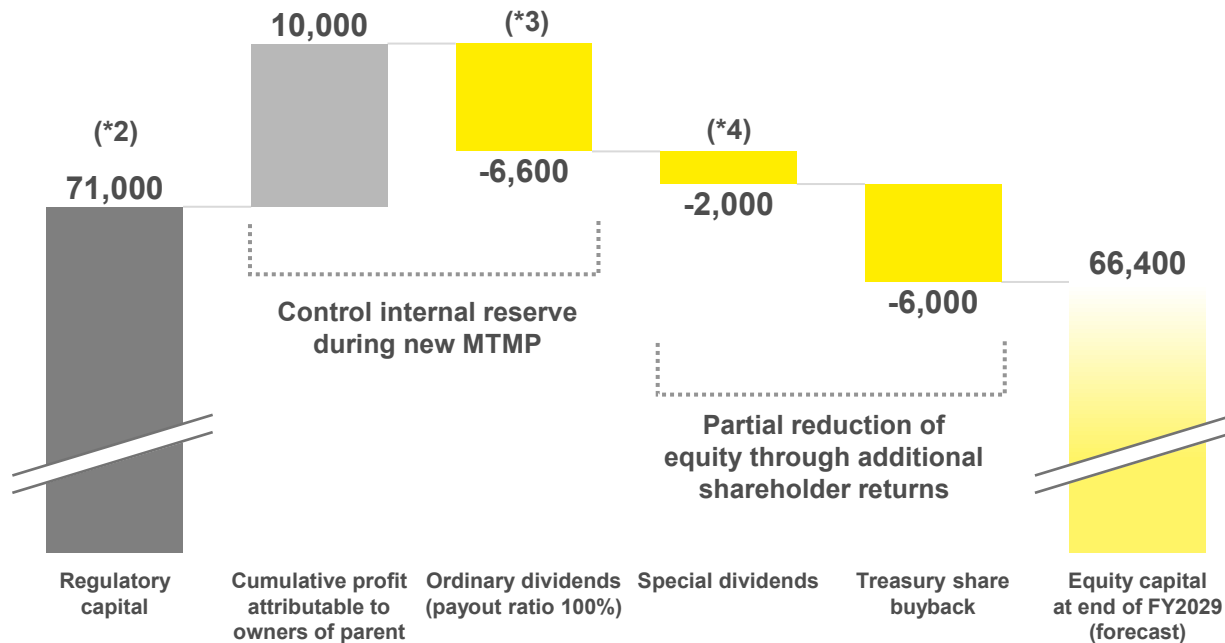 10,000
(*3)
(*2)
71,000
-6,600
(*4)
-2,000
-6,000
66,400
Control internal reserve
during new MTMP
Partial reduction of
equity through additional
shareholder returns
Regulatory
capital
Cumulative profit
attributable to
owners of parent
Ordinary dividends
(payout ratio 100%)
Special dividends
Treasury share
buyback
Equity capital
at end of FY2029
(forecast)